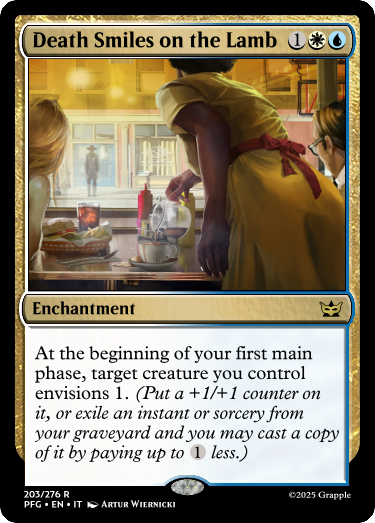 Death Smiles on the Lamb 1
Enchantment
At the beginning of your first main
phase, target creature you control
envisions 1. (Put a +1/+1 counter on
it, or exile an instant or sorcery from
your graveyard and you may cast a copy
of it by paying up to 1 less.)
203/276 R
PFG • EN • IT Artur Wiernicki
©2025 Grapple